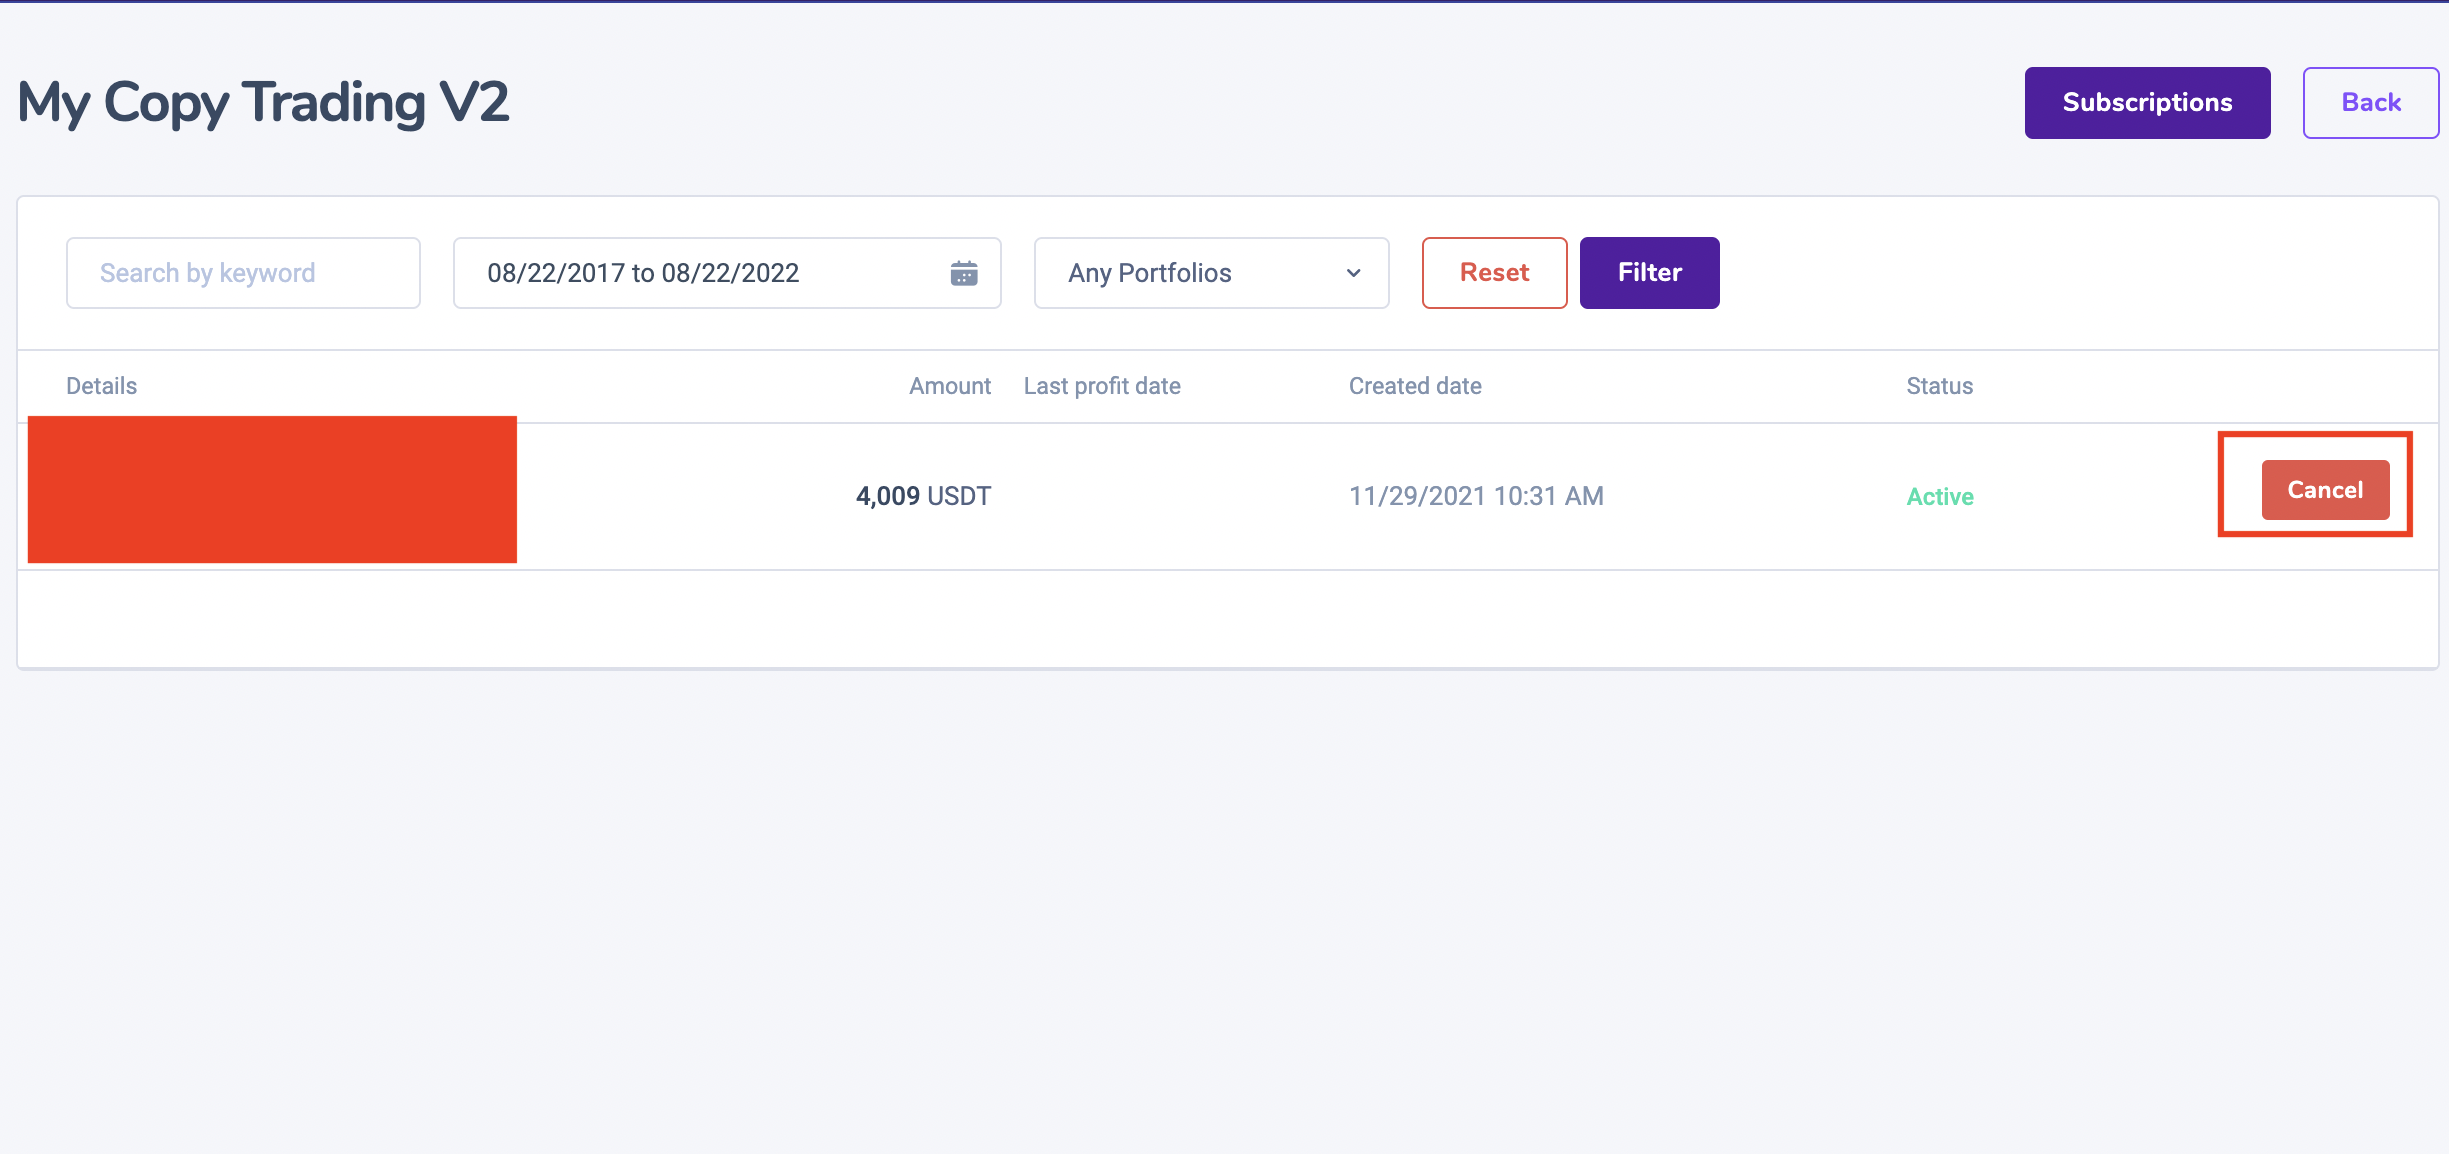 My Copy Trading V2
Subscriptions
Back
Search by keyword
08/22/2017 to 08/22/2022
Any Portfolios
Reset
Filter
Details Amount Last profit date Created date Status
4,009 USDT 11/29/2021 10:31 AM Active Cancel